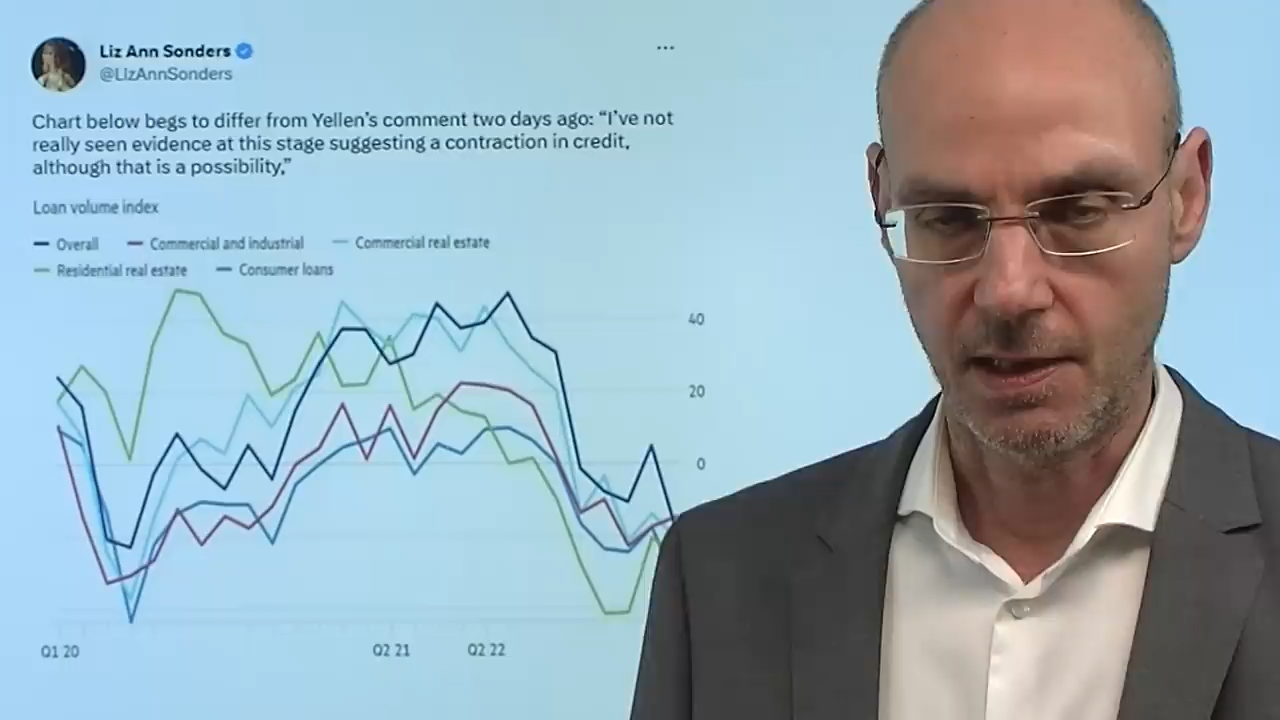 Liz Ann Sonders
@LizAnnSonders
Chart below begs to differ from Yellen's comment two days ago: “I've not
really seen evidence at this stage suggesting a contraction in credit,
although that is a possibility,”
Loan volume index
Overall Commercial and industrial Commercial real estate
Residential real estate Consumer loans
40
20
0
Q1 20 Q2 21 Q2 22